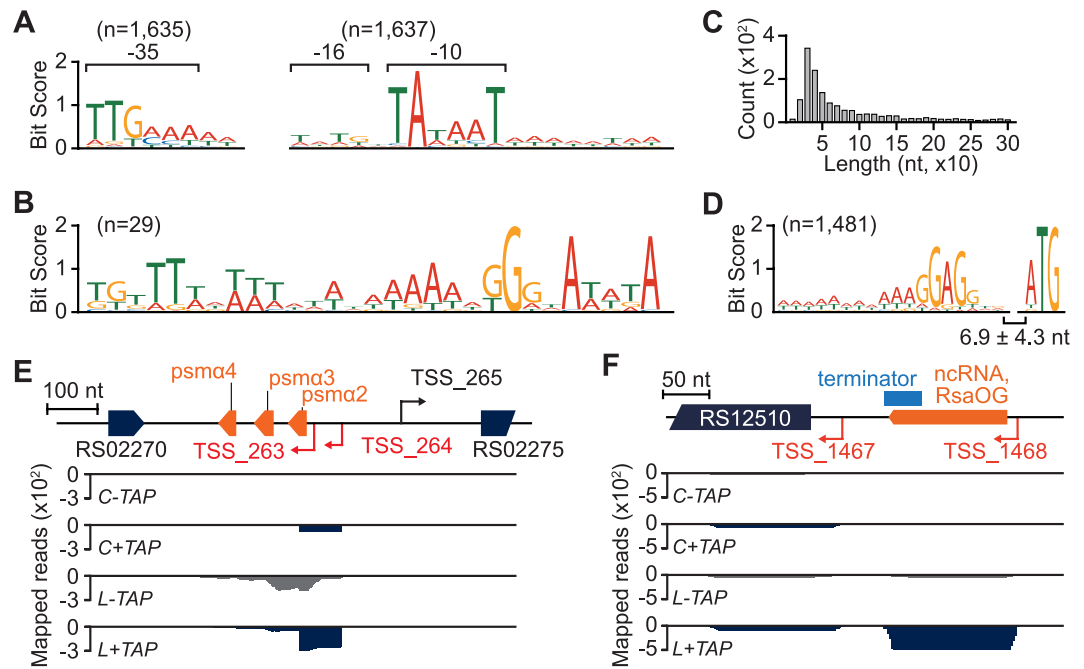 A
(n=1,635)
-35
(n=1,637)
-16
-10
Bit Score
2
1
0
TTGAAAAA
TATAAT
B
(n=29)
Bit Score
2
1
0
C
Count (x10²)
4
2
0
5 10 15 20 25 30
Length (nt, x10)
D
(n=1,481)
Bit Score
2
1
0
AAAGGAGG
ATG
6.9 ± 4.3 nt
E
100 nt
psmα4
psmα3
psmα2
TSS_265
RS02270
TSS_263
TSS_264
RS02275
Mapped reads (x10²)
0
-3
C-TAP
0
-3
C+TAP
0
-3
L-TAP
0
-3
L+TAP
F
50 nt
terminator
ncRNA,
RsaOG
RS12510
TSS_1467
TSS_1468
Mapped reads (x10²)
0
-5
C-TAP
0
-5
C+TAP
0
-5
L-TAP
0
-5
L+TAP